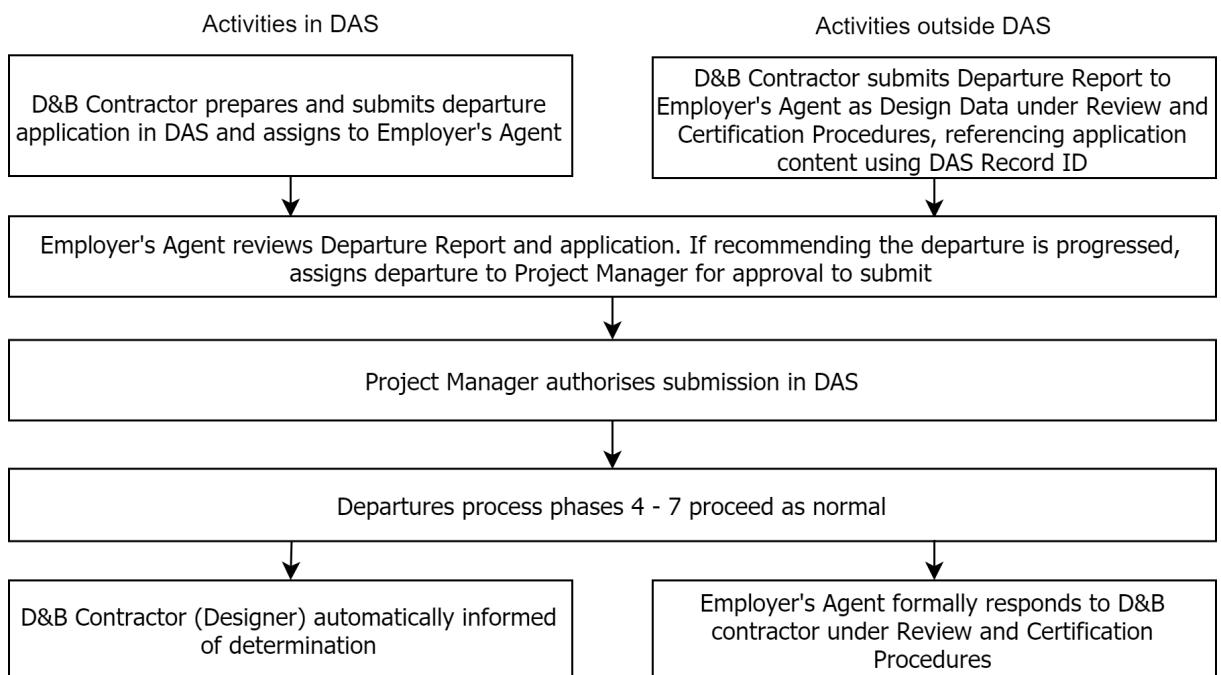 Activities in DAS
Activities outside DAS
D&B Contractor prepares and submits departure
application in DAS and assigns to Employer's Agent
D&B Contractor submits Departure Report to
Employer's Agent as Design Data under Review and
Certification Procedures, referencing application
content using DAS Record ID
Employer's Agent reviews Departure Report and application. If recommending the departure is progressed,
assigns departure to Project Manager for approval to submit
Project Manager authorises submission in DAS
Departures process phases 4 - 7 proceed as normal
D&B Contractor (Designer) automatically informed
of determination
Employer's Agent formally responds to D&B
contractor under Review and Certification
Procedures